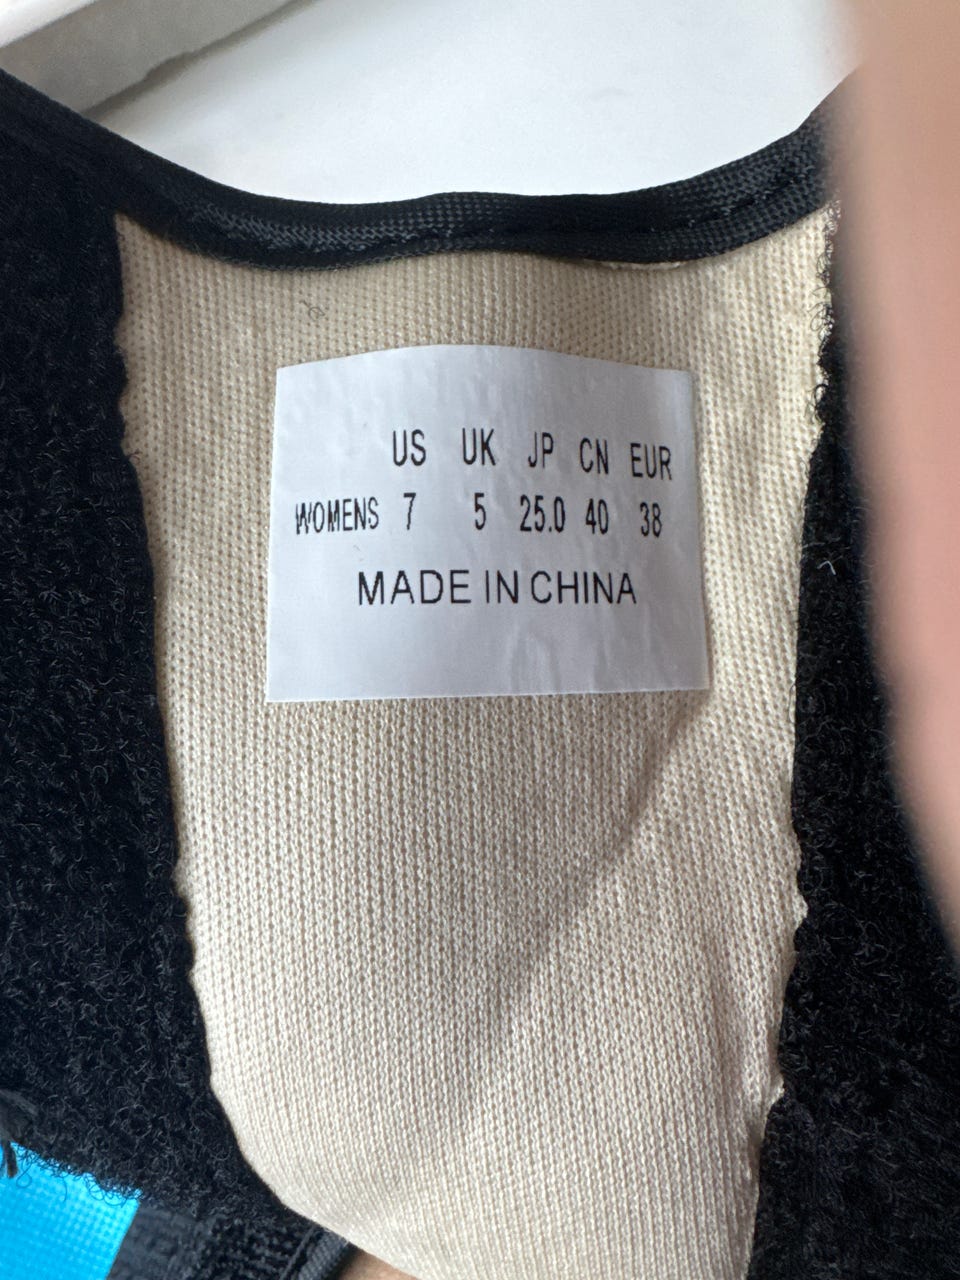 US UK JP CN EUR
WOMENS 7 5 25.0 40 38
MADE IN CHINA